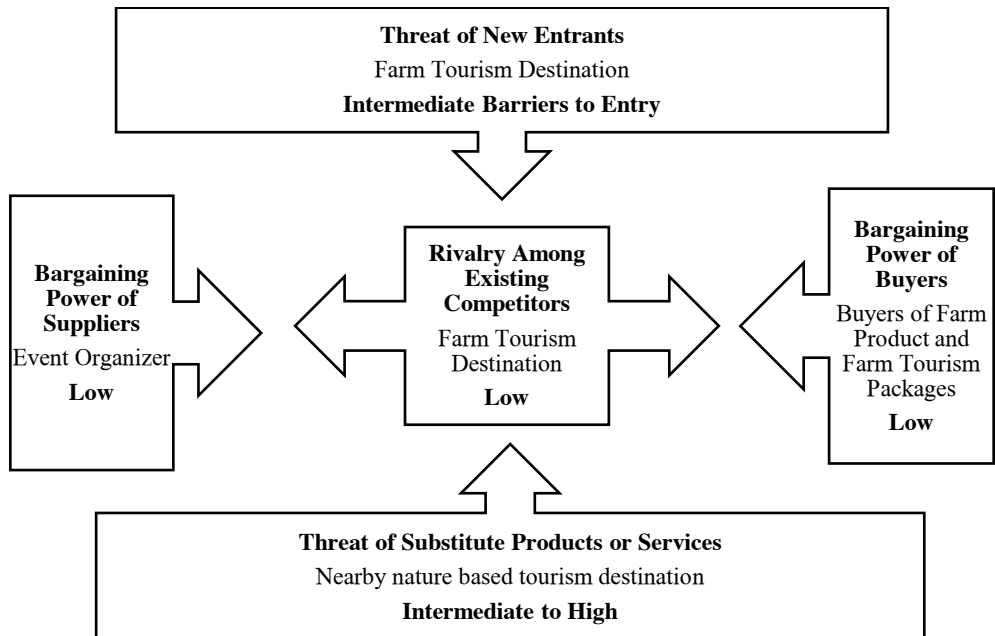 Threat of New Entrants
Farm Tourism Destination
Intermediate Barriers to Entry
Bargaining
Power of
Suppliers
Event Organizer
Low
Rivalry Among
Existing
Competitors
Farm Tourism
Destination
Low
Bargaining
Power of
Buyers
Buyers of Farm
Product and
Farm Tourism
Packages
Low
Threat of Substitute Products or Services
Nearby nature based tourism destination
Intermediate to High